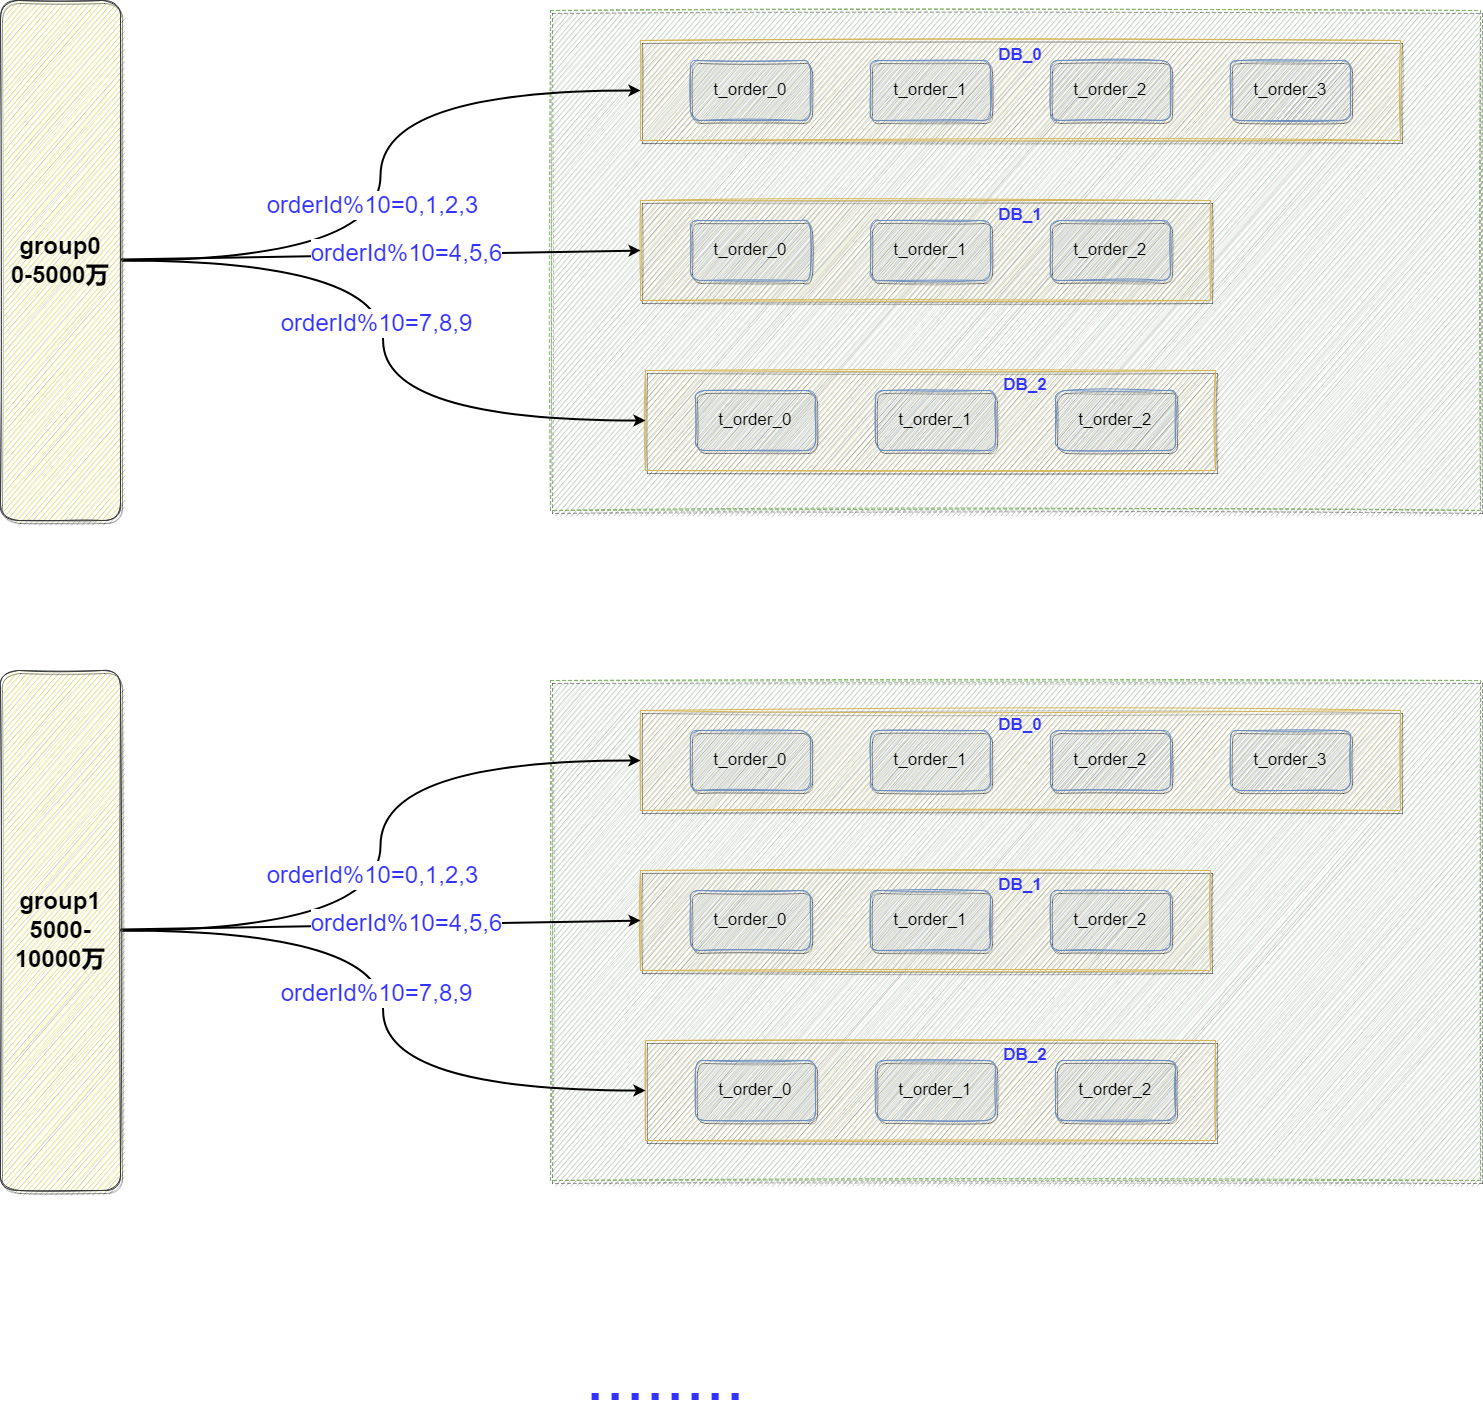 DB_0
t_order_0
t_order_1
t_order_2
t_order_3
orderId%10=0,1,2,3
group0
0-5000万
orderId%10=4,5,6
DB_1
t_order_0
t_order_1
t_order_2
orderId%10=7,8,9
DB_2
t_order_0
t_order_1
t_order_2
DB_0
t_order_0
t_order_1
t_order_2
t_order_3
orderId%10=0,1,2,3
group1
5000-
10000万
orderId%10=4,5,6
DB_1
t_order_0
t_order_1
t_order_2
orderId%10=7,8,9
DB_2
t_order_0
t_order_1
t_order_2
........